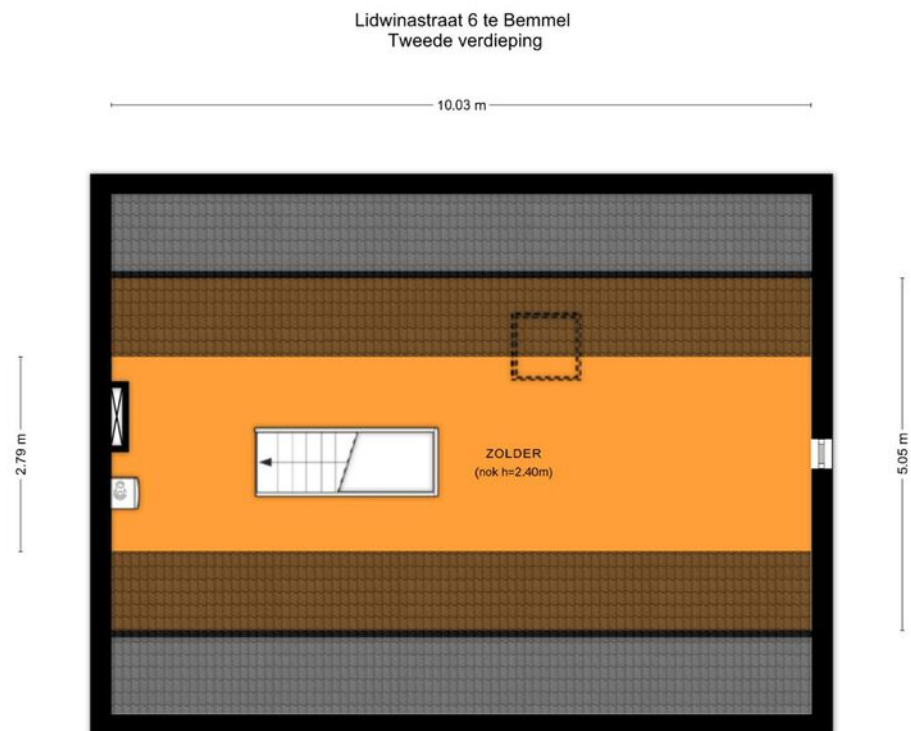 Lidwinastraat 6 te Bemmel
Tweede verdieping
10.03 m
2.79 m
ZOLDER
(nok h=2.40m)
5.05 m